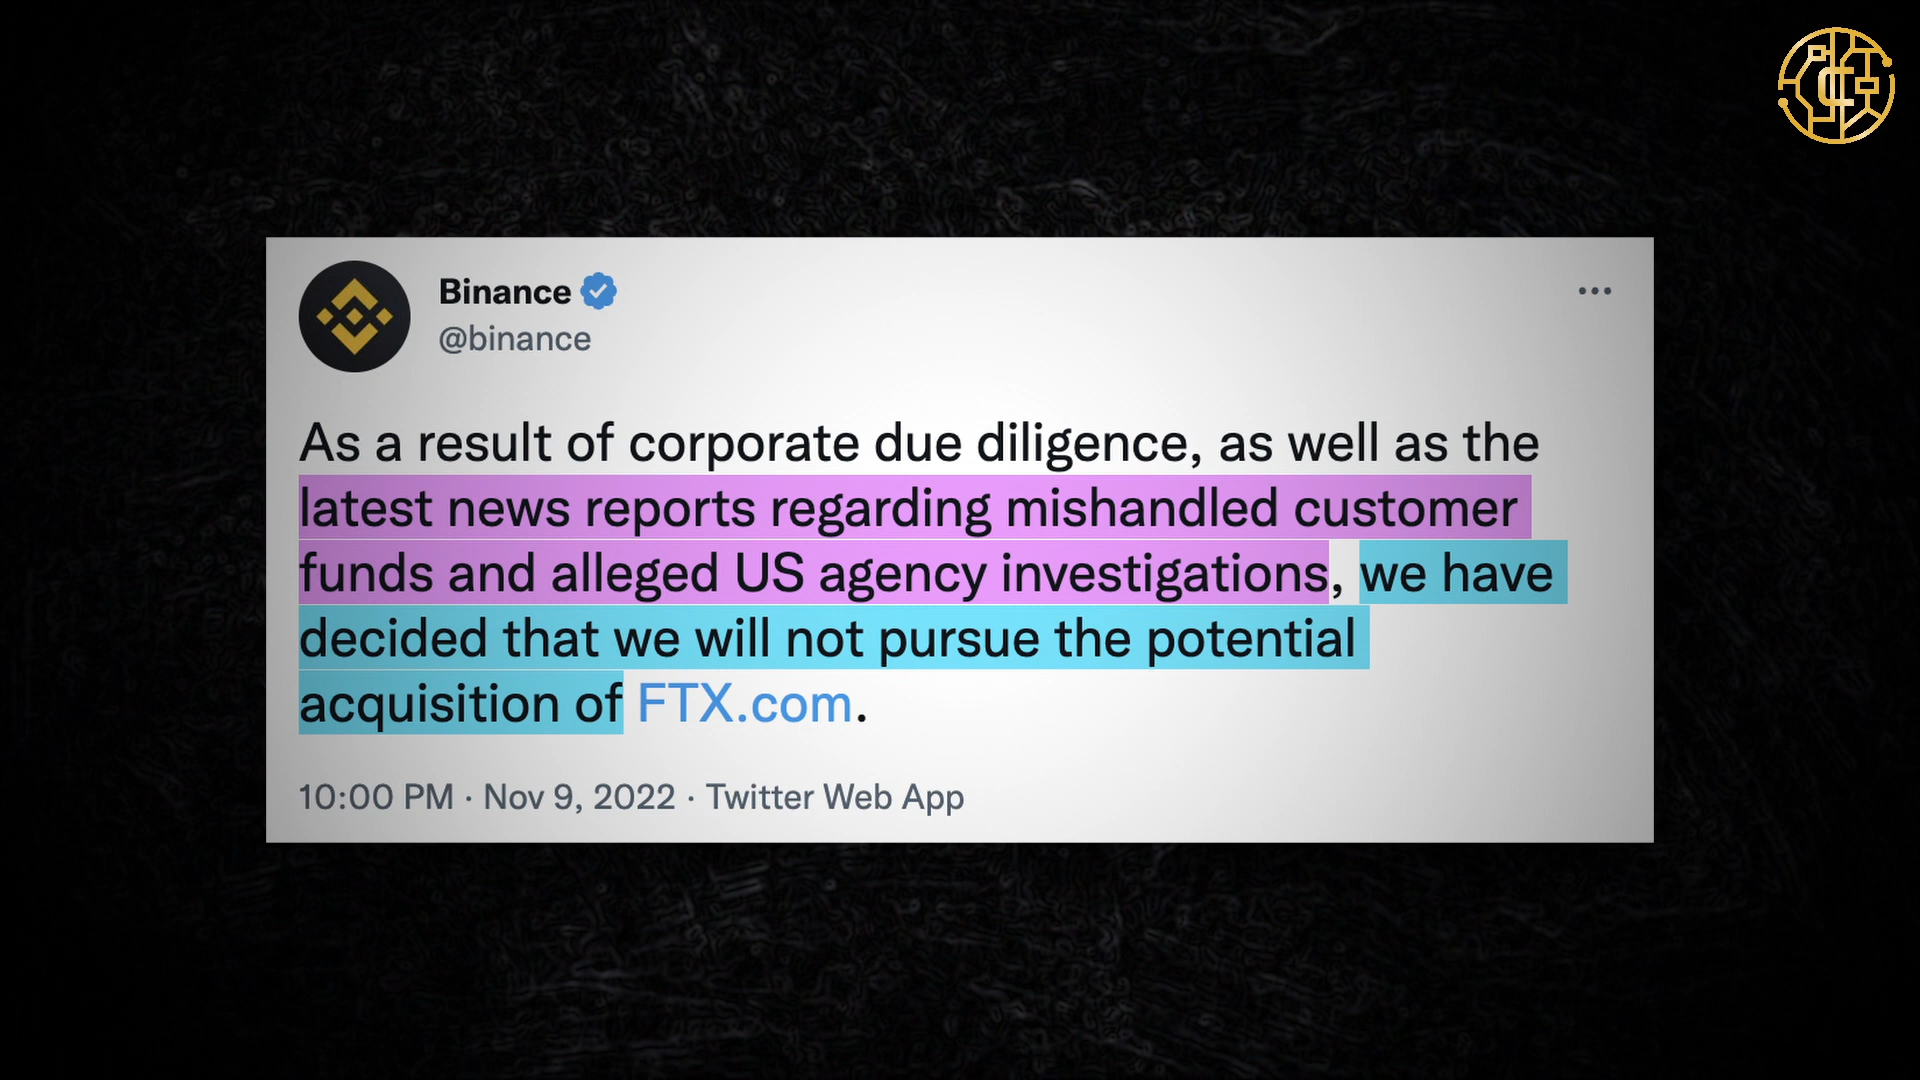 Binance
@binance
As a result of corporate due diligence, as well as the
latest news reports regarding mishandled customer
funds and alleged US agency investigations, we have
decided that we will not pursue the potential
acquisition of FTX.com.
10:00 PM · Nov 9, 2022 · Twitter Web App